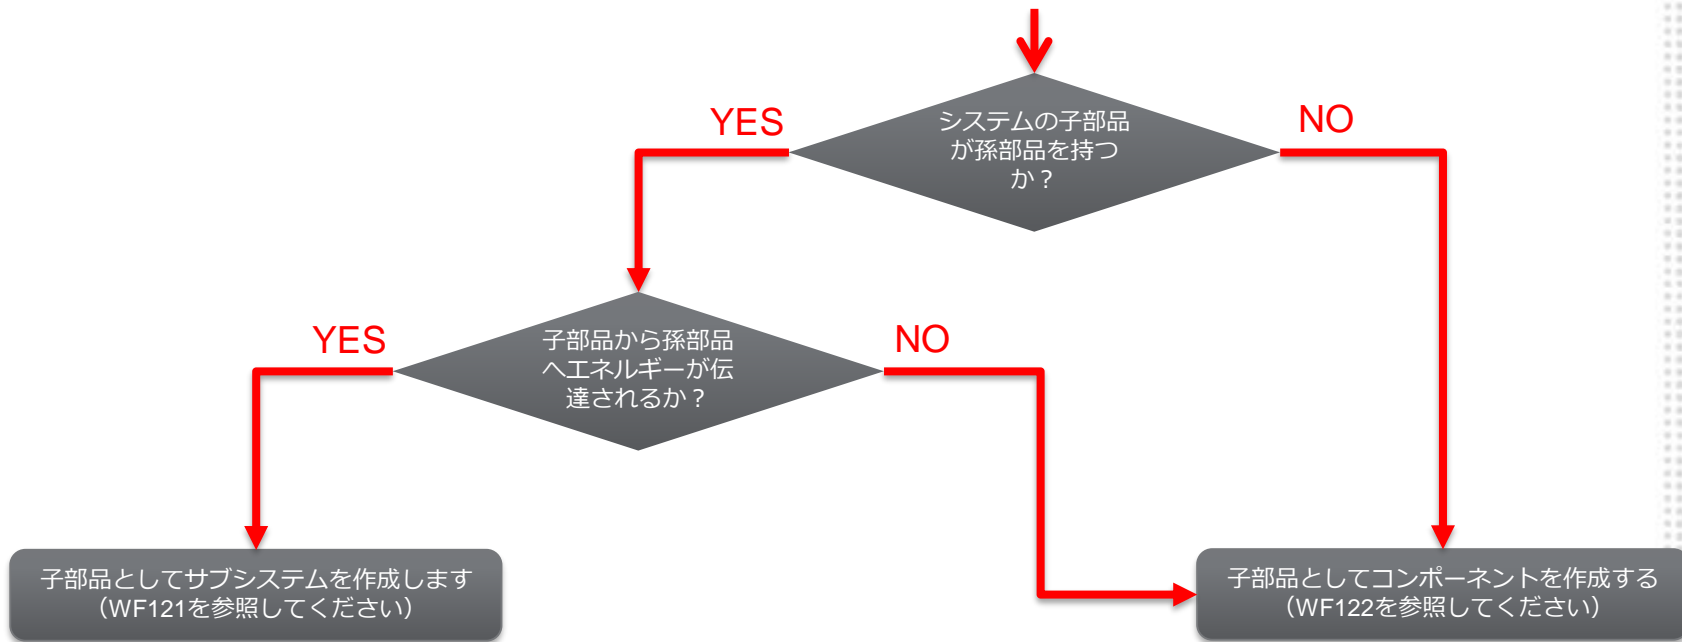 YES
システムの子部品
が孫部品を持つ
か？
NO
YES
子部品から孫部品
へエネルギーが伝
達されるか？
NO
子部品としてサブシステムを作成します
（WF121を参照してください）
子部品としてコンポーネントを作成する
（WF122を参照してください）